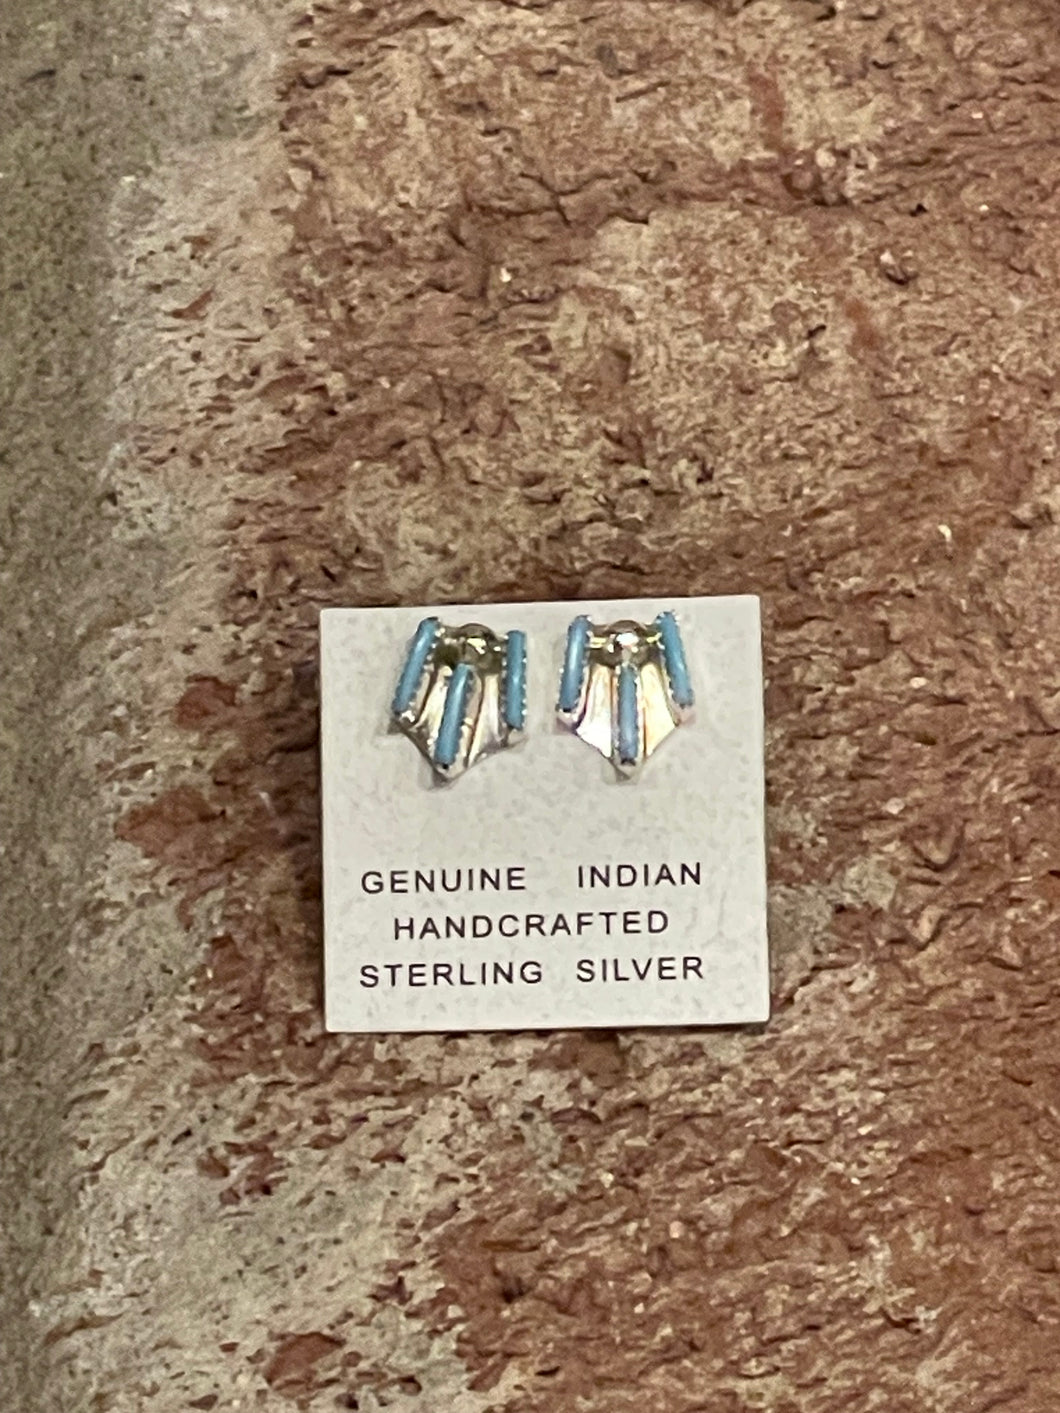 GENUINE INDIAN
HANDCRAFTED
STERLING SILVER